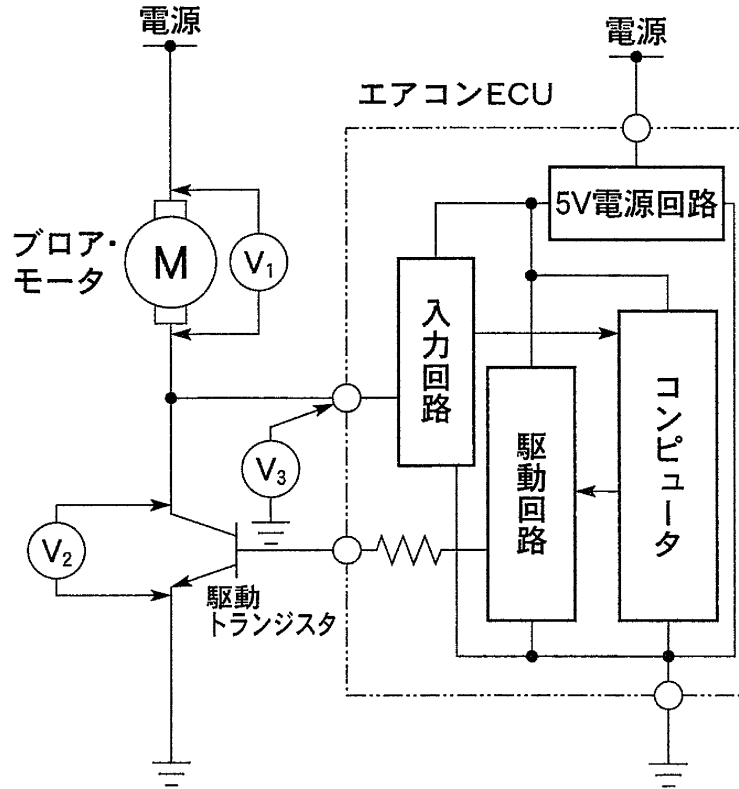 電源
電源
エアコンECU
5V電源回路
ブロア・
モータ
M
V1
入力回路
コンピュータ
駆動回路
V3
V2
駆動
トランジスタ